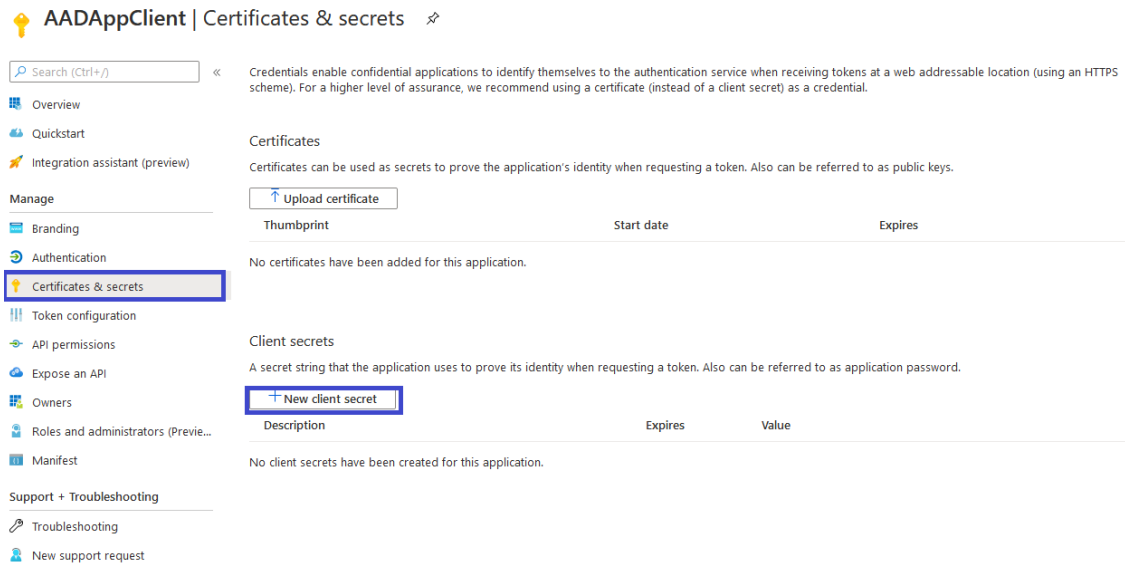 AADAppClient | Certificates & secrets
Search (Ctrl+/)
«
Overview
Quickstart
Integration assistant (preview)
Manage
Branding
Authentication
Certificates & secrets
Token configuration
API permissions
Expose an API
Owners
Roles and administrators (Previe...
Manifest
Support + Troubleshooting
Troubleshooting
New support request
Credentials enable confidential applications to identify themselves to the authentication service when receiving tokens at a web addressable location (using an HTTPS
scheme). For a higher level of assurance, we recommend using a certificate (instead of a client secret) as a credential.
Certificates
Certificates can be used as secrets to prove the application's identity when requesting a token. Also can be referred to as public keys.
Upload certificate
Thumbprint Start date Expires
No certificates have been added for this application.
Client secrets
A secret string that the application uses to prove its identity when requesting a token. Also can be referred to as application password.
New client secret
Description Expires Value
No client secrets have been created for this application.